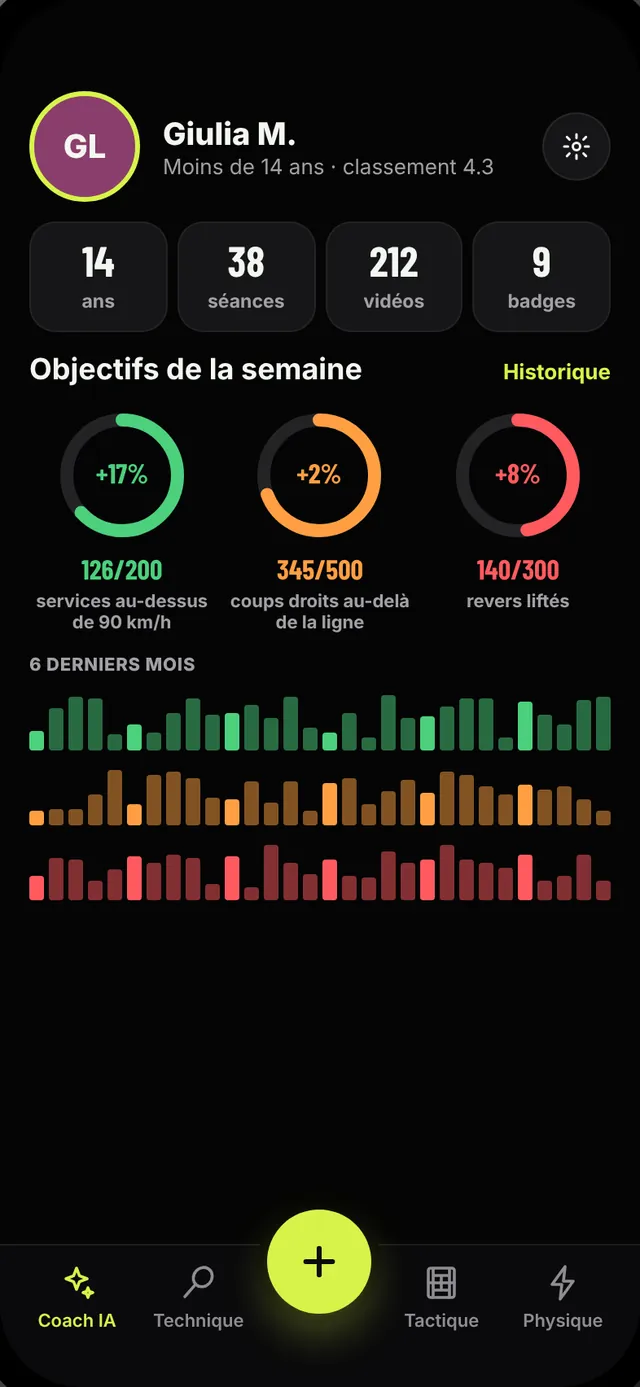 GL
Giulia M.
Moins de 14 ans · classement 4.3
14
ans
38
séances
212
vidéos
9
badges
Objectifs de la semaine
Historique
+17%
126/200
services au-dessus
de 90 km/h
+2%
345/500
coups droits au-delà
de la ligne
+8%
140/300
revers liftés
6 DERNIERS MOIS
Coach IA
Technique
Tactique
Physique